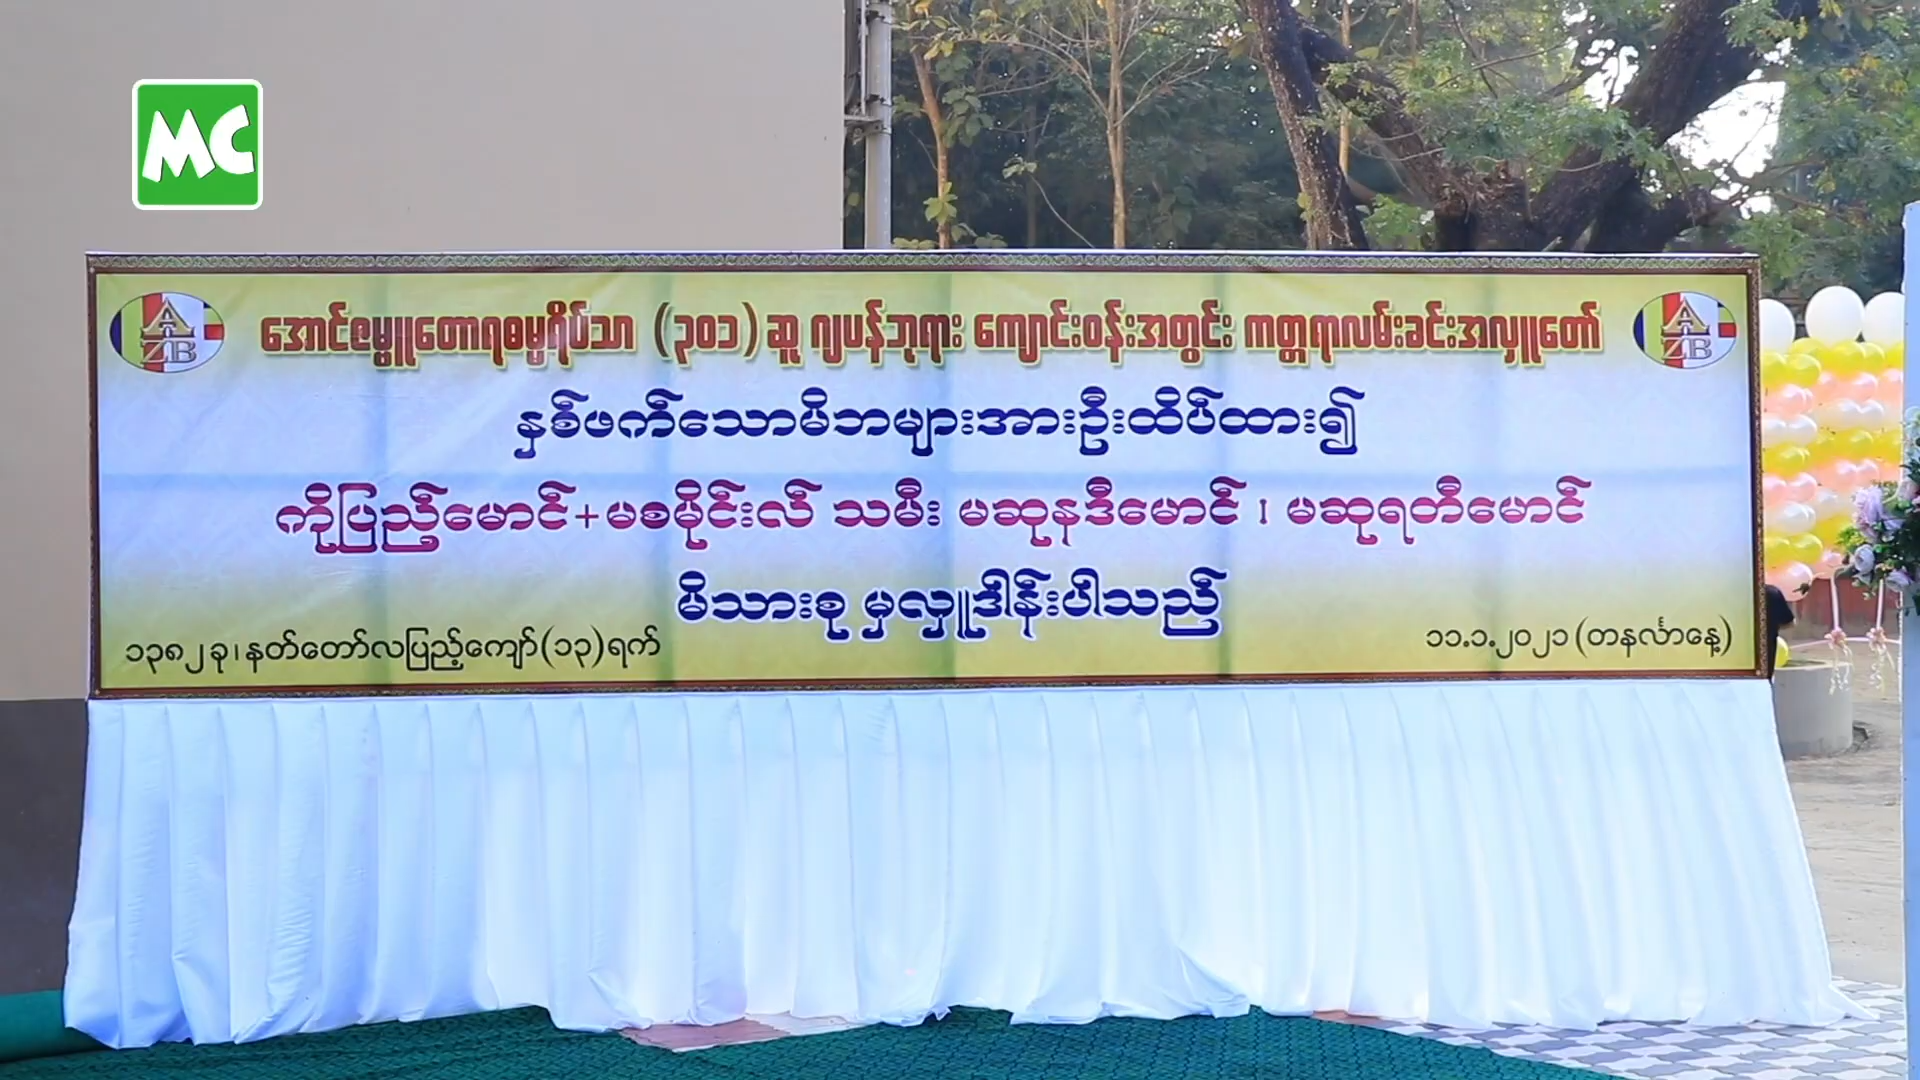 MC
အောင်ဇမ္ဗူတောရဓမ္မရိပ်သာ (၃၀၁) ဆူ ဂျပန်ဘုရား ကျောင်းဝန်းအတွင်း ကတ္တရာလမ်းခင်းအလှူတော်
AZB
AZB
နှစ်ဖက်သောမိဘများအားဦးထိပ်ထား၍
ကိုပြည့်မောင်+မစမိုင်းလ် သမီး မဆုနဒီမောင် ၊ မဆုရတီမောင်
မိသားစု မှလှူဒါန်းပါသည်
၁၃၈၂ ခု ၊ နတ်တော်လပြည့်ကျော် (၁၃) ရက်
၁၁.၁.၂၀၂၁ (တနင်္လာနေ့)